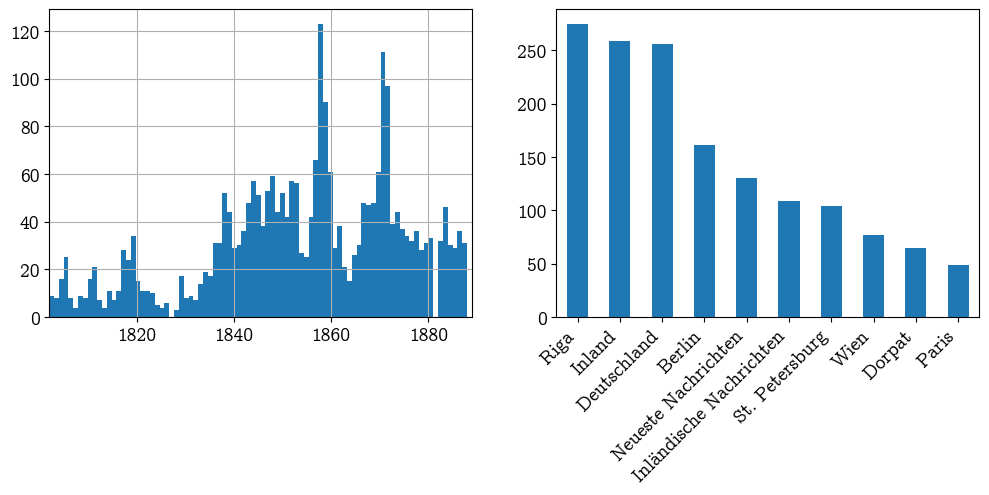 120
100
80
60
40
20
0
1820 1840 1860 1880
250
200
150
100
50
0
Riga
Inland
Deutschland
Berlin
Neueste Nachrichten
Inländische Nachrichten
St. Petersburg
Wien
Dorpat
Paris